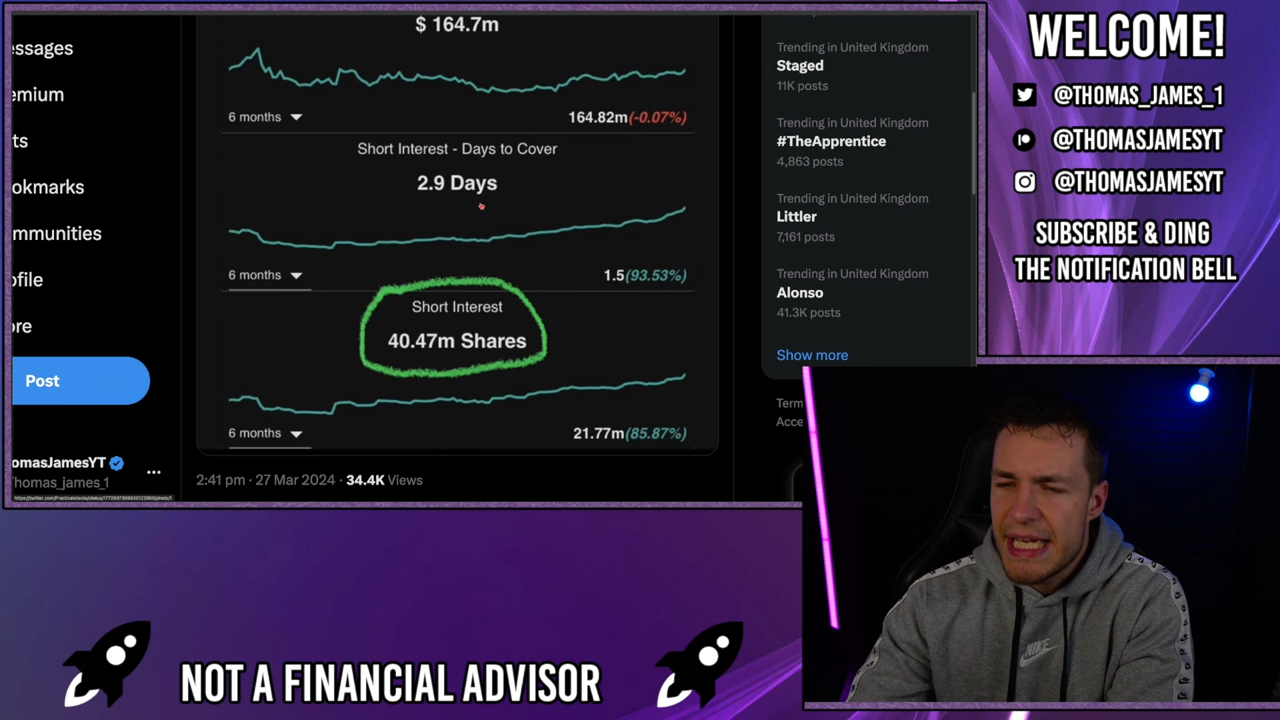 essages
emium
ts
ookmarks
mmunities
ofile
ore
Post
omasJamesYT
homas_james_1
$ 164.7m
6 months
164.82m(-0.07%)
Short Interest - Days to Cover
2.9 Days
6 months
1.5(93.53%)
Short Interest
40.47m Shares
6 months
21.77m(85.87%)
2:41 pm · 27 Mar 2024 · 34.4K Views
Trending in United Kingdom
Staged
11K posts
Trending in United Kingdom
#TheApprentice
4,863 posts
Trending in United Kingdom
Littler
7,161 posts
Trending in United Kingdom
Alonso
41.3K posts
Show more
Term
Acce
WELCOME!
@THOMAS_JAMES_1
@THOMASJAMESYT
@THOMASJAMESYT
SUBSCRIBE & DING
THE NOTIFICATION BELL
NIKE
NOT A FINANCIAL ADVISOR